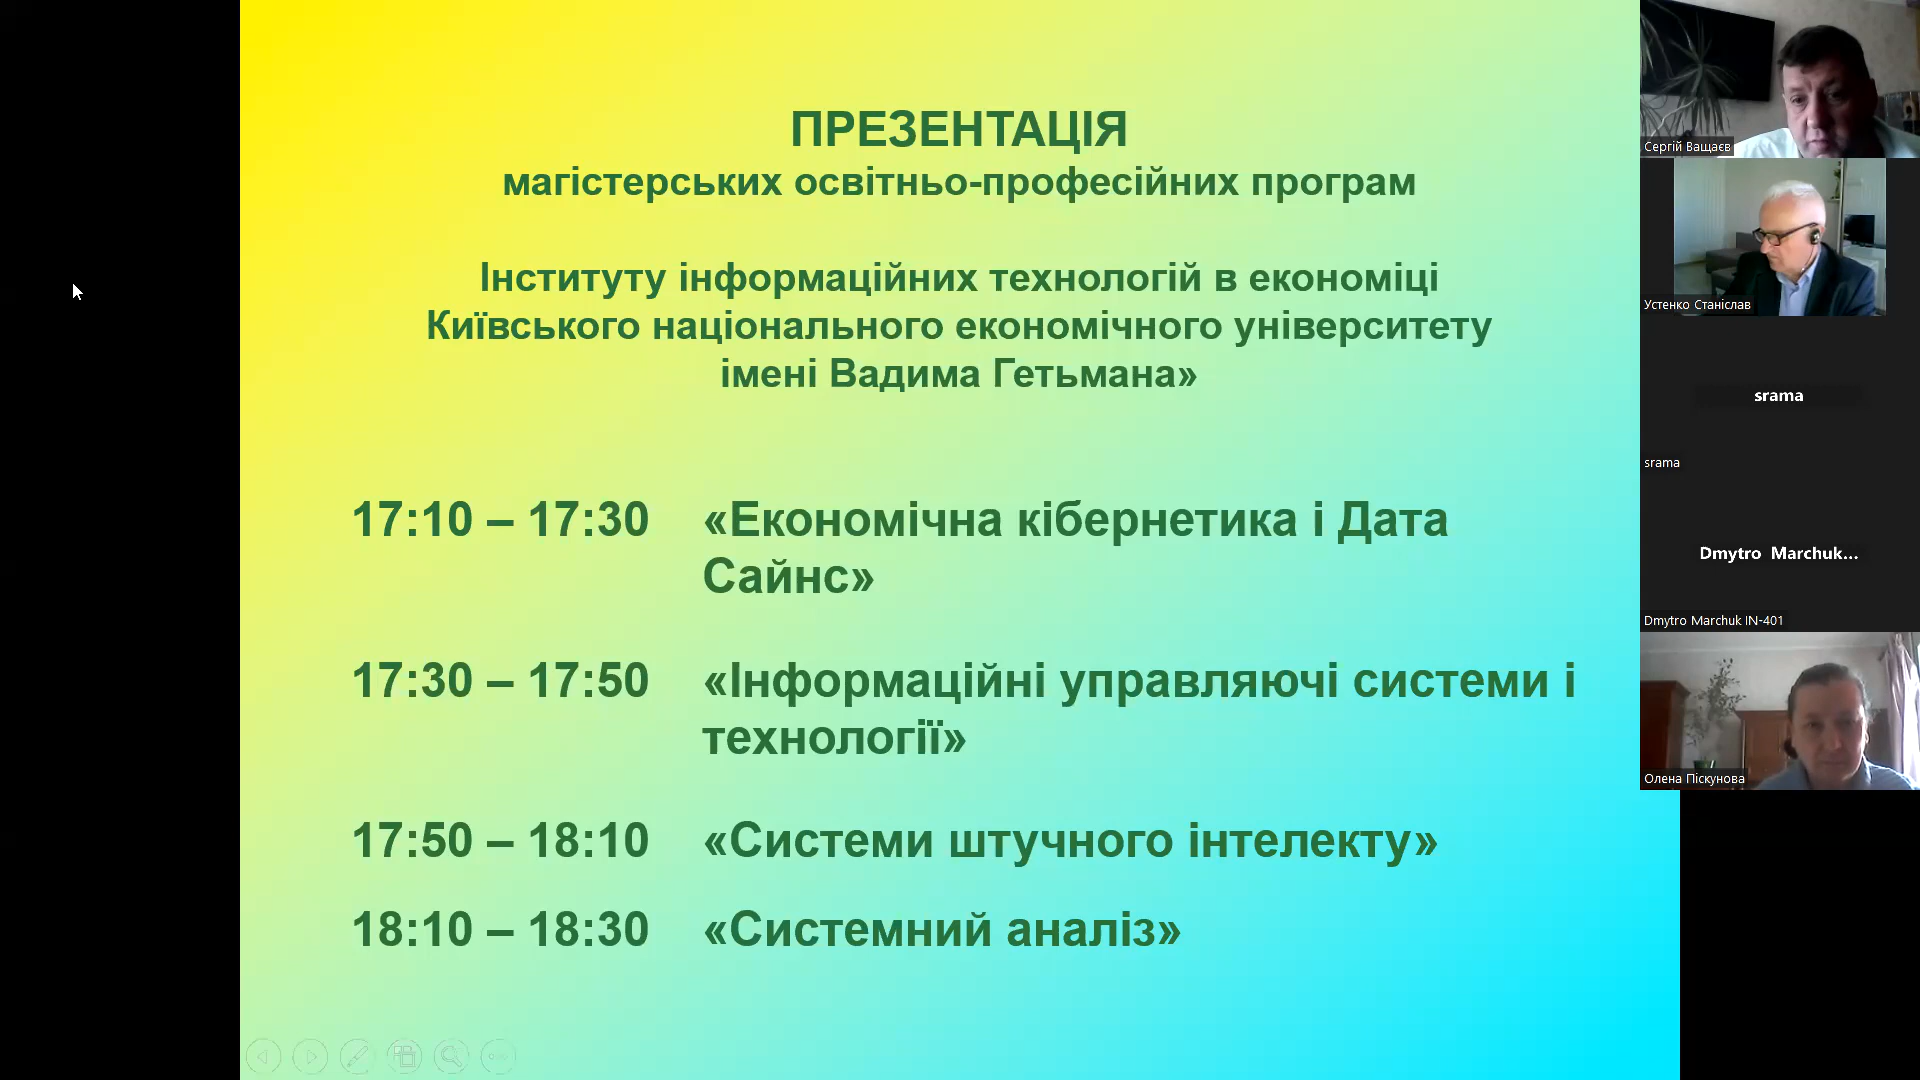 ПРЕЗЕНТАЦІЯ
магістерських освітньо-професійних програм
Інституту інформаційних технологій в економіці
Київського національного економічного університету
імені Вадима Гетьмана»
17:10 – 17:30 «Економічна кібернетика і Дата
Сайнс»
17:30 – 17:50 «Інформаційні управляючі системи і
технології»
17:50 – 18:10 «Системи штучного інтелекту»
18:10 – 18:30 «Системний аналіз»
Сергій Ващаєв
Устенко Станіслав
srama
srama
Dmytro Marchuk...
Dmytro Marchuk IN-401
Олена Піскунова